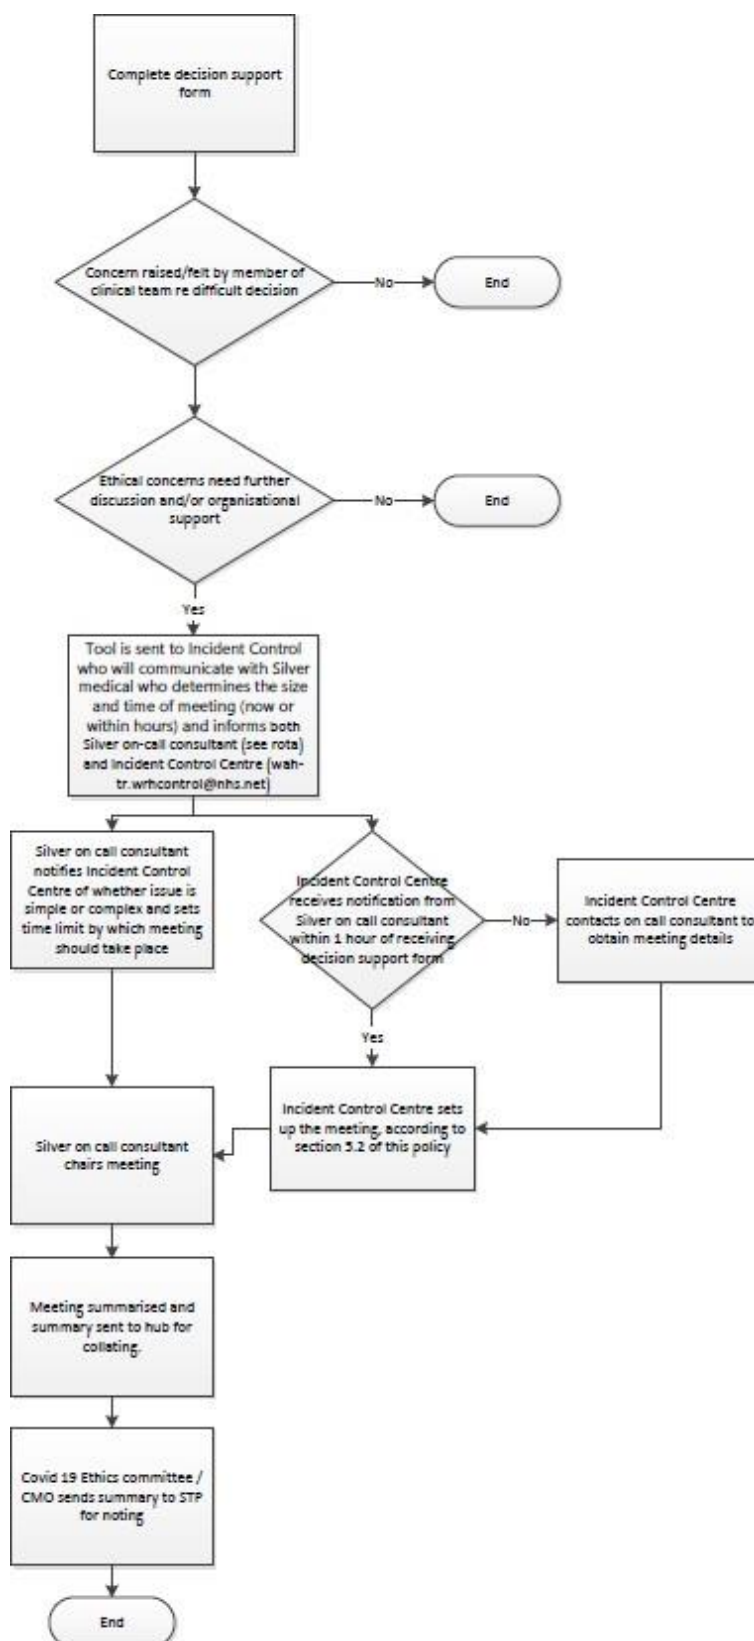 Complete decision support
form
Concern raised/felt by member of
clinical team re difficult decision
No
End
Ethical concerns need further
discussion and/or organisational
support
No
End
Yes
Tool is sent to Incident Control
who will communicate with Silver
medical who determines the size
and time of meeting (now or
within hours) and informs both
Silver on-call consultant (see rota)
and Incident Control Centre (wah-
tr.wrhcontrol@nhs.net)
Silver on call consultant
notifies Incident Control
Centre of whether issue is
simple or complex and sets
time limit by which meeting
should take place
Incident Control Centre
receives notification from
Silver on call consultant
within 1 hour of receiving
decision support form
No
Incident Control Centre
contacts on call consultant to
obtain meeting details
Yes
Incident Control Centre sets
up the meeting, according to
section 5.2 of this policy
Silver on call consultant
chairs meeting
Meeting summarised and
summary sent to hub for
collating.
Covid 19 Ethics committee /
CMO sends summary to STP
for noting
End